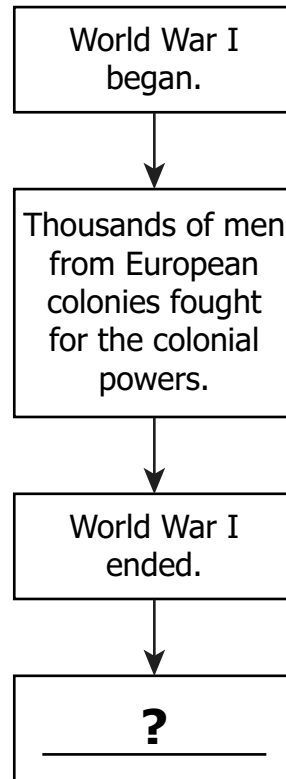 World War I
began.
Thousands of men
from European
colonies fought
for the colonial
powers.
World War I
ended.
?